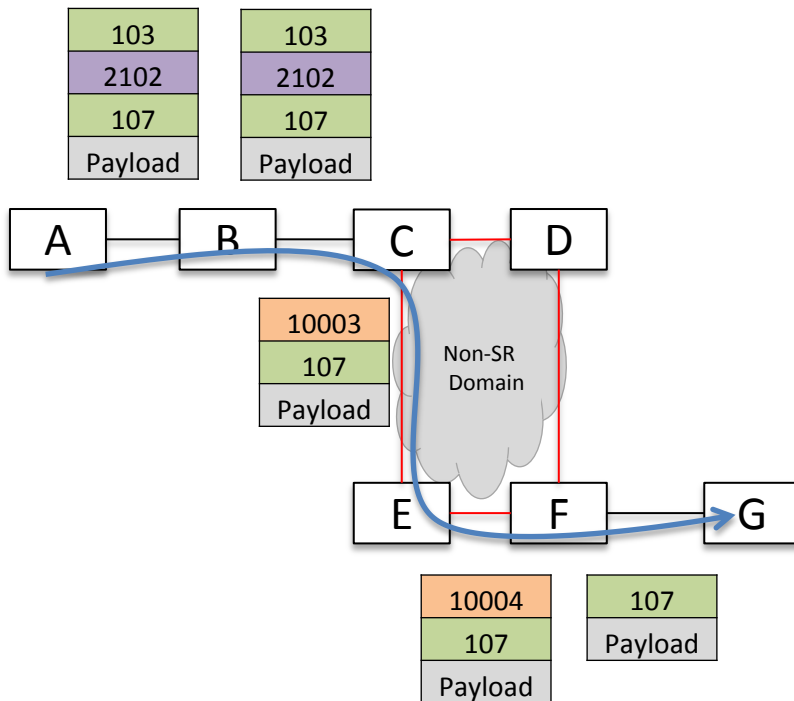 103
2102
107
Payload
103
2102
107
Payload
A
B
C
D
10003
107
Payload
Non-SR
Domain
E
F
G
10004
107
Payload
107
Payload